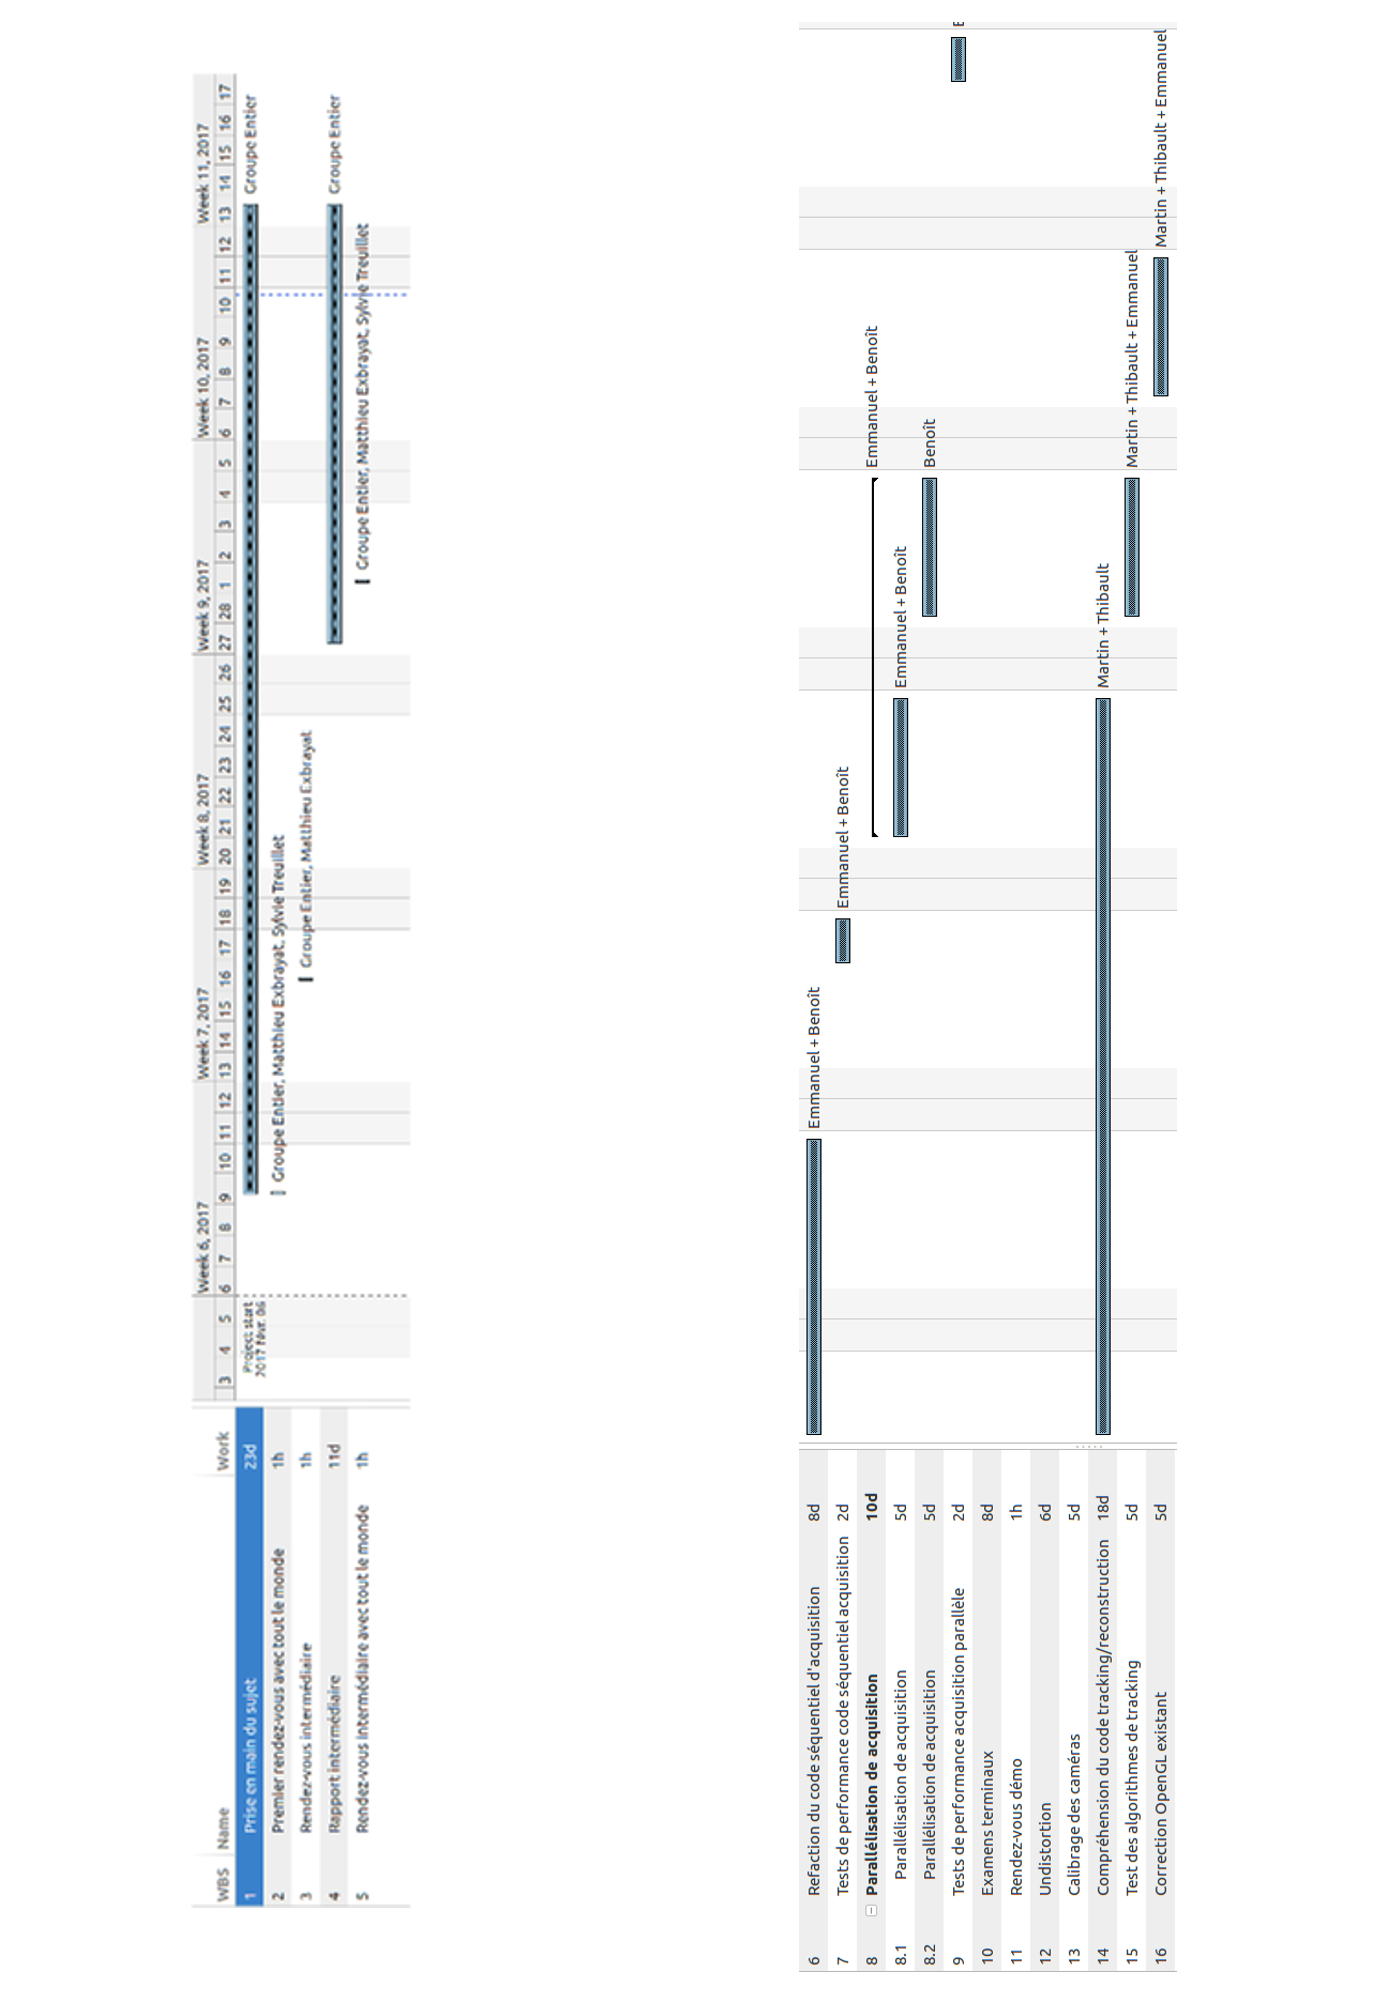 WBS Name Work
Week 6, 2017 Week 7, 2017 Week 8, 2017 Week 9, 2017 Week 10, 2017 Week 11, 2017
3 4 5 6 7 8 9 10 11 12 13 14 15 16 17 18 19 20 21 22 23 24 25 26 27 28 1 2 3 4 5 6 7 8 9 10 11 12 13 14 15 16 17
Project start
2017 févr. 06
1 Prise en main du sujet 23d Groupe Entier
2 Premier rendez-vous avec tout le monde 1h Groupe Entier, Matthieu Exbrayat, Sylvie Treuillet
3 Rendez-vous intermédiaire 1h Groupe Entier, Matthieu Exbrayat
4 Rapport intermédiaire 11d Groupe Entier
5 Rendez-vous intermédiaire avec tout le monde 1h Groupe Entier, Matthieu Exbrayat, Sylvie Treuillet
6 Refaction du code séquentiel d'acquisition 8d Emmanuel + Benoît
7 Tests de performance code séquentiel acquisition 2d Emmanuel + Benoît
8 Parallélisation de acquisition 10d Emmanuel + Benoît
8.1 Parallélisation de acquisition 5d Emmanuel + Benoît
8.2 Parallélisation de acquisition 5d Benoît
9 Tests de performance acquisition parallèle 2d
10 Examens terminaux 8d
11 Rendez-vous démo 1h
12 Undistortion 6d
13 Calibrage des caméras 5d
14 Compréhension du code tracking/reconstruction 18d Martin + Thibault
15 Test des algorithmes de tracking 5d Martin + Thibault + Emmanuel
16 Correction OpenGL existant 5d Martin + Thibault + Emmanuel